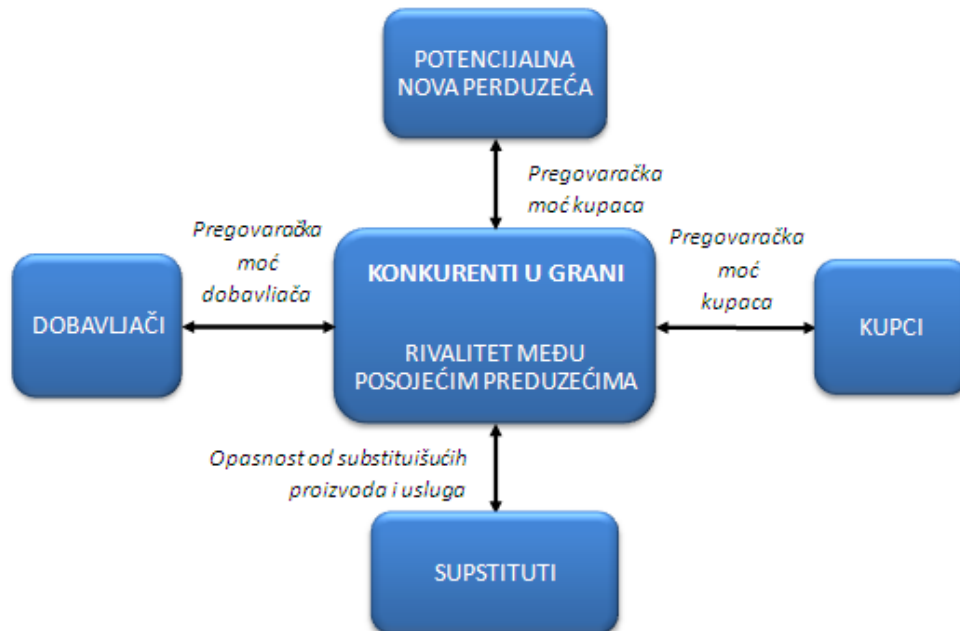 POTENCIJALNA
NOVA PERDUZEĆA
Pregovaračka
moć kupaca
Pregovaračka
moć
dobavliača
KONKURENTI U GRANI
RIVALITET MEĐU
POSOJEĆIM PREDUZEĆIMA
Pregovaračka
moć
kupaca
DOBAVLJAČI
KUPCI
Opasnost od substituišućih
proizvoda i usluga
SUPSTITUTI